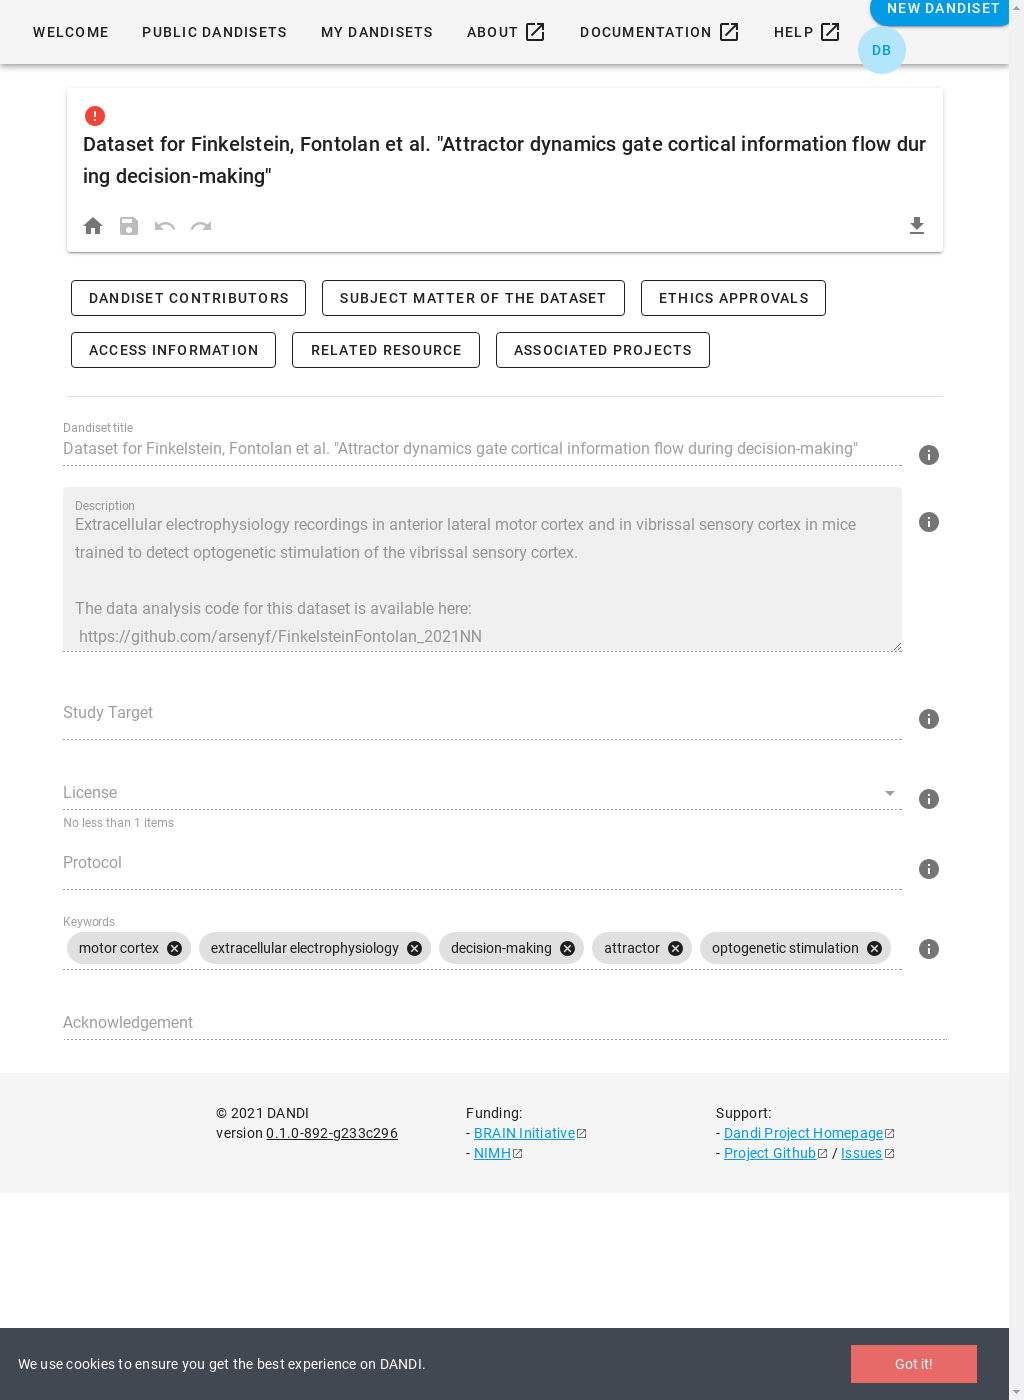 NEW DANDISET
WELCOME PUBLIC DANDISETS MY DANDISETS ABOUT DOCUMENTATION HELP
DB
Dataset for Finkelstein, Fontolan et al. "Attractor dynamics gate cortical information flow dur
ing decision-making"
DANDISET CONTRIBUTORS SUBJECT MATTER OF THE DATASET ETHICS APPROVALS
ACCESS INFORMATION RELATED RESOURCE ASSOCIATED PROJECTS
Dandiset title
Dataset for Finkelstein, Fontolan et al. "Attractor dynamics gate cortical information flow during decision-making"
Description
Extracellular electrophysiology recordings in anterior lateral motor cortex and in vibrissal sensory cortex in mice
trained to detect optogenetic stimulation of the vibrissal sensory cortex.
The data analysis code for this dataset is available here:
https://github.com/arsenyf/FinkelsteinFontolan_2021NN
Study Target
License
No less than 1 items
Protocol
Keywords
motor cortex extracellular electrophysiology decision-making attractor optogenetic stimulation
Acknowledgement
© 2021 DANDI Funding: Support:
version 0.1.0-892-g233c296 - BRAIN Initiative - Dandi Project Homepage
- NIMH - Project Github / Issues
We use cookies to ensure you get the best experience on DANDI. Got it!